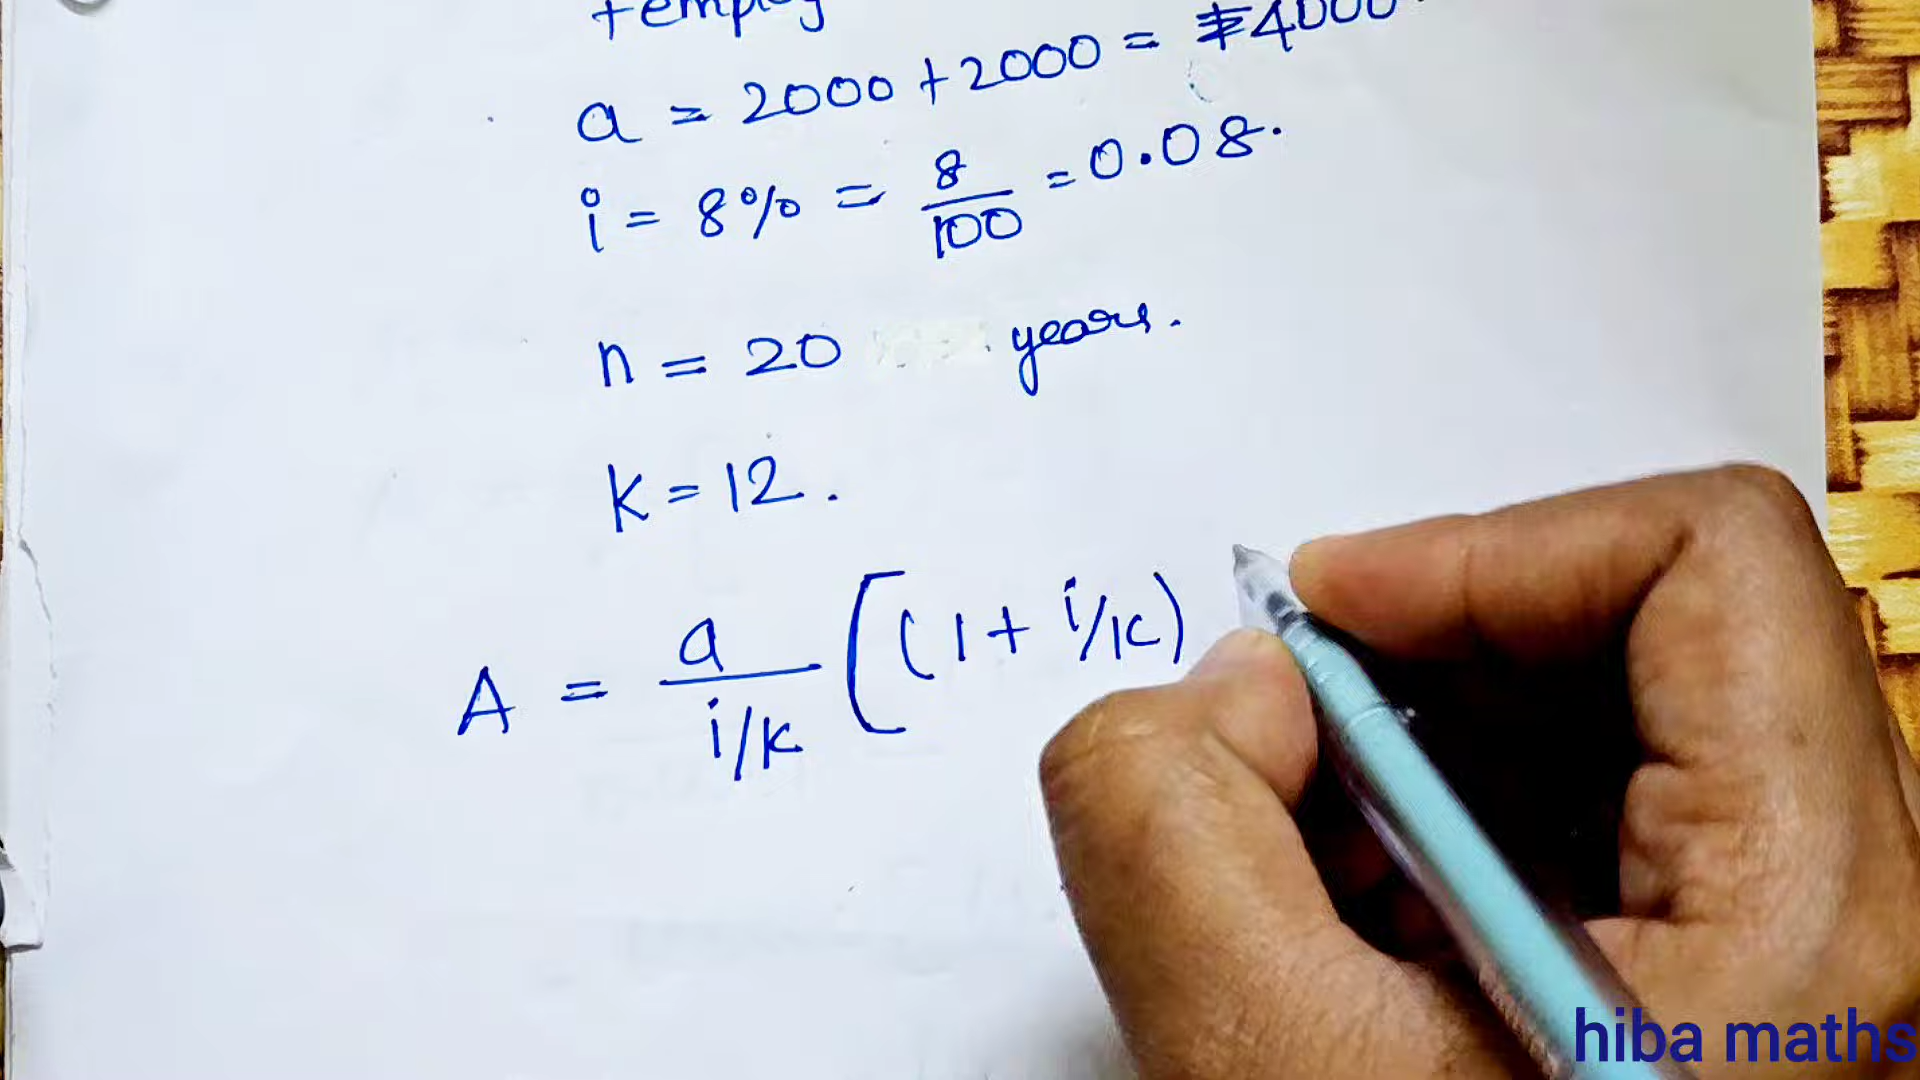 a = 2000 + 2000 = ₹4000
i = 8% = 8/100 = 0.08.
n = 20 years.
k = 12.
A = a/(i/k) [(1 + i/k)
hiba maths